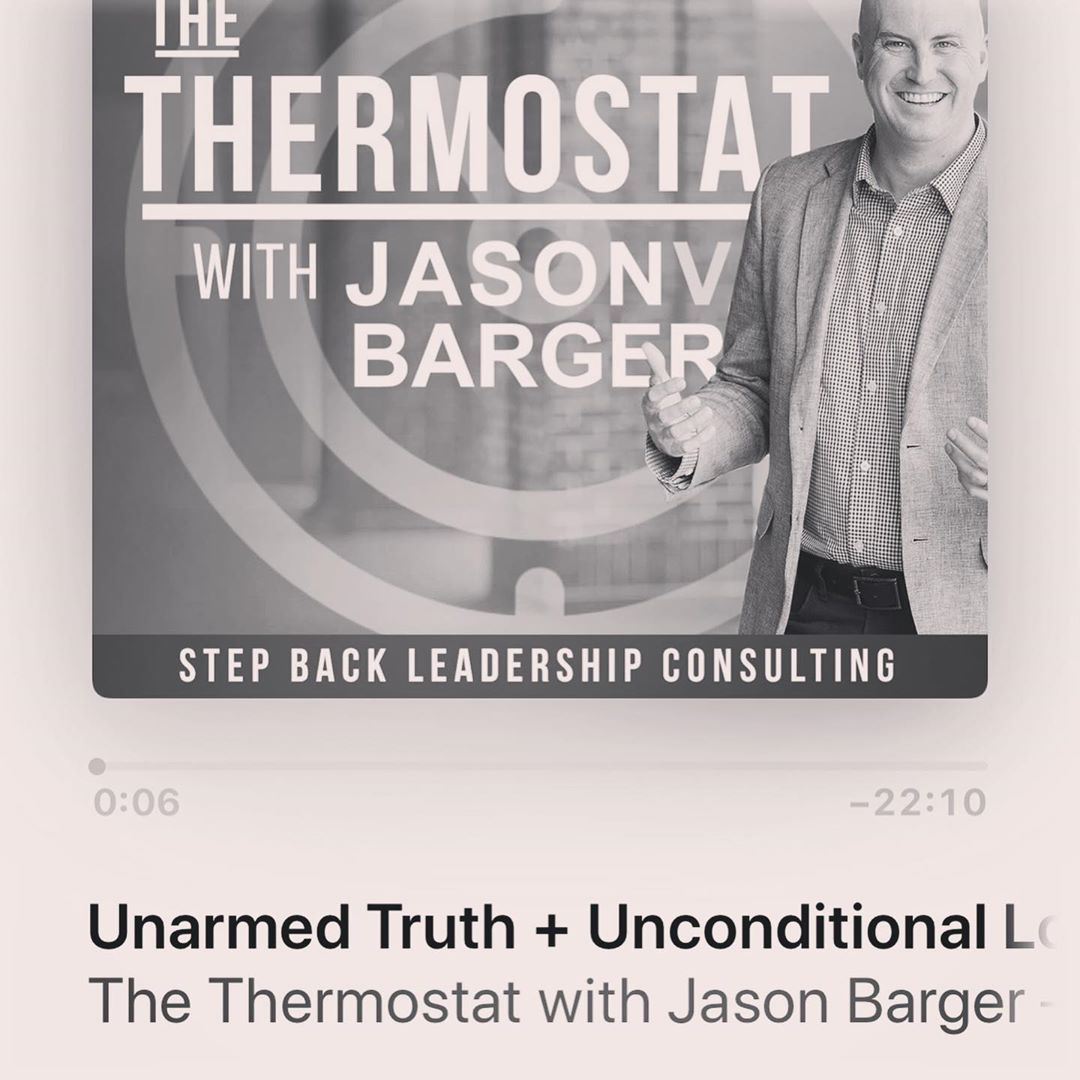 THE
THERMOSTAT
WITH JASONV
BARGER
STEP BACK LEADERSHIP CONSULTING
0:06
−22:10
Unarmed Truth + Unconditional
The Thermostat with Jason Barger -